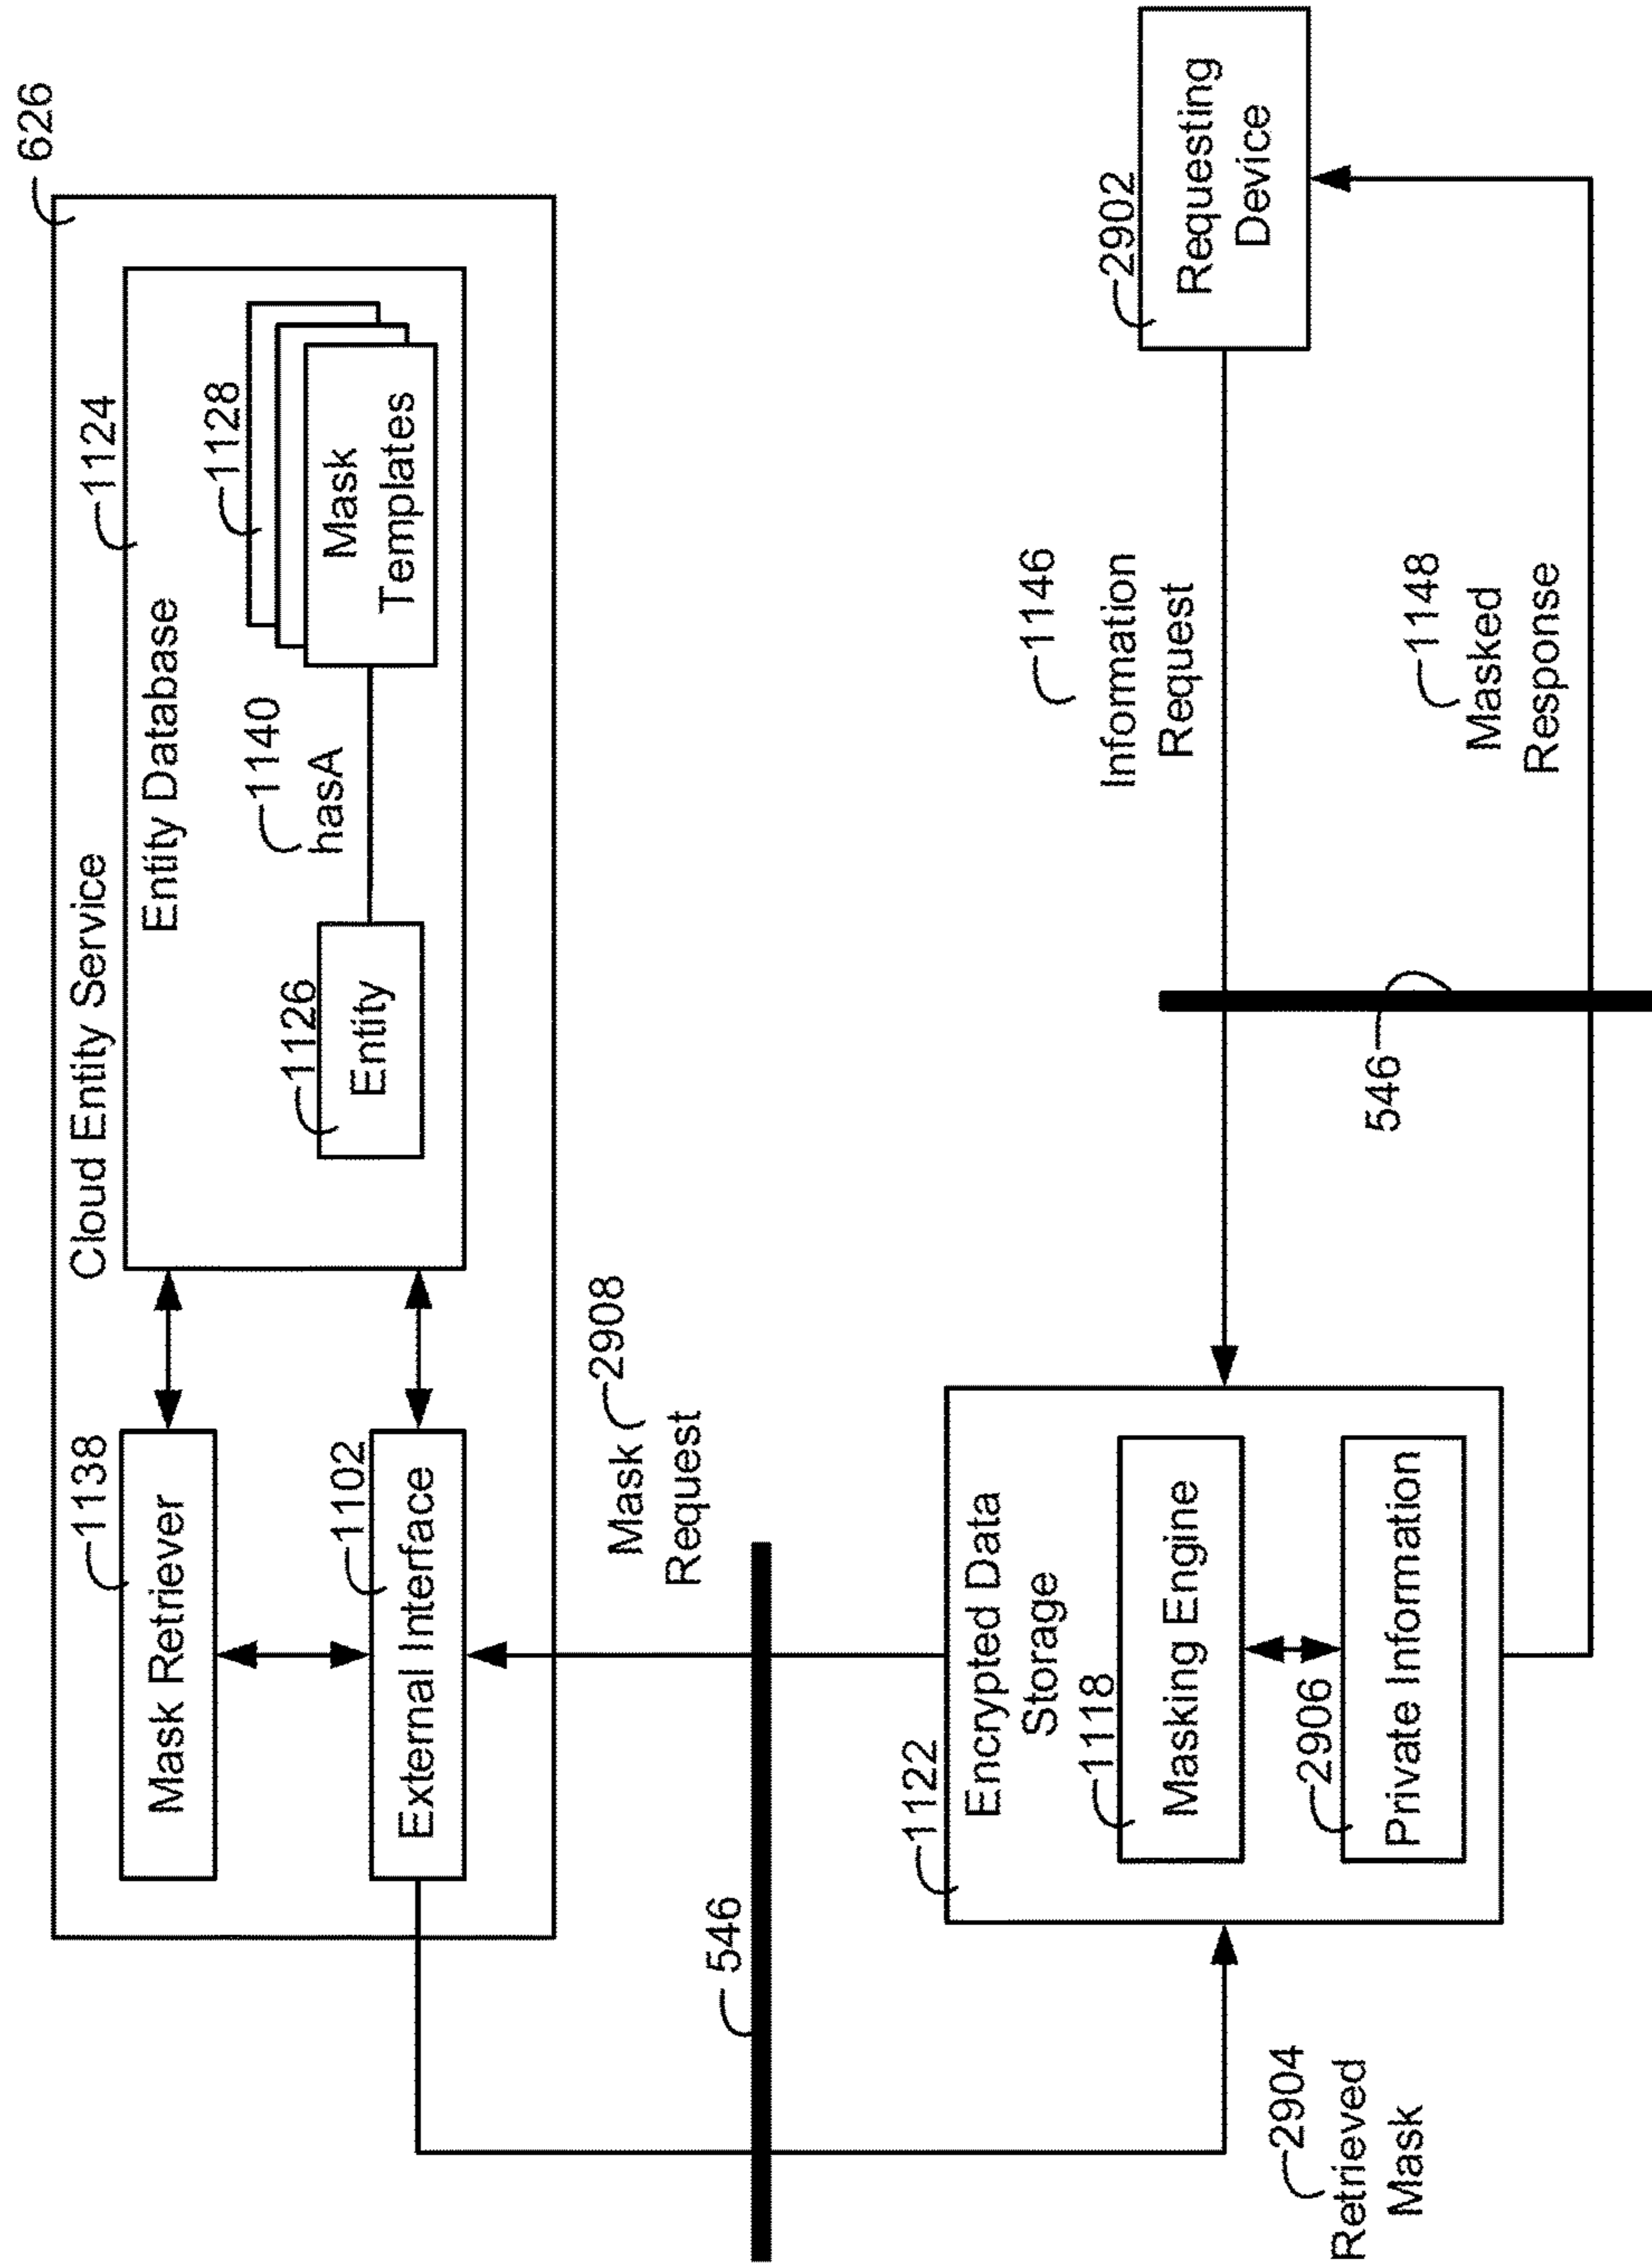 626
Cloud Entity Service
1138
Mask Retriever
1102
External Interface
1124
Entity Database
1126
Entity
1140
hasA
1128
Mask
Templates
Mask 2908
Request
546
2904
Retrieved
Mask
1122
Encrypted Data
Storage
1118
Masking Engine
2906
Private Information
546
1146
Information
Request
1148
Masked
Response
2902
Requesting
Device